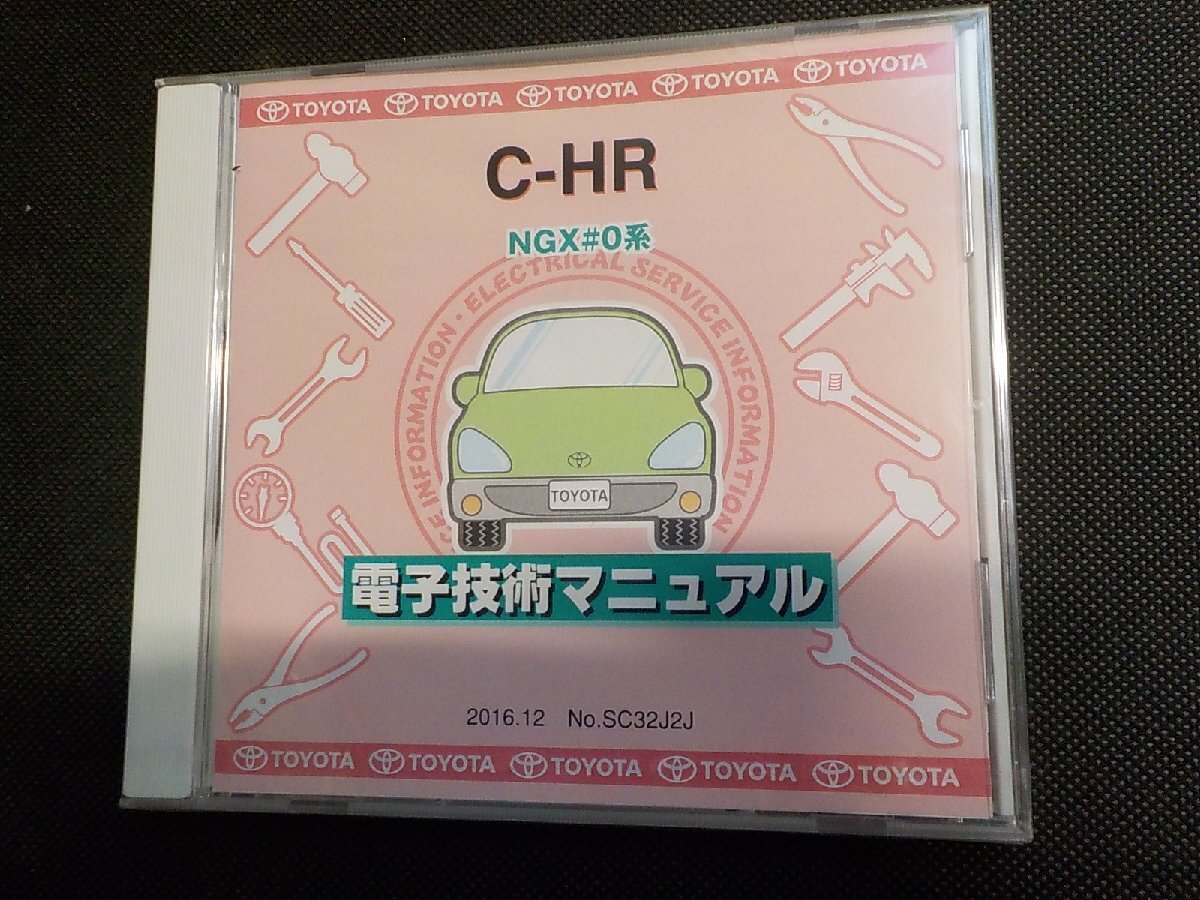 TOYOTA TOYOTA TOYOTA TOYOTA TOYOTA
C-HR
NGX#0系
INFORMATION・ELECTRICAL SERVICE INFORMATION
TOYOTA
電子技術マニュアル
2016.12 No.SC32J2J
TOYOTA TOYOTA TOYOTA TOYOTA TOYOTA